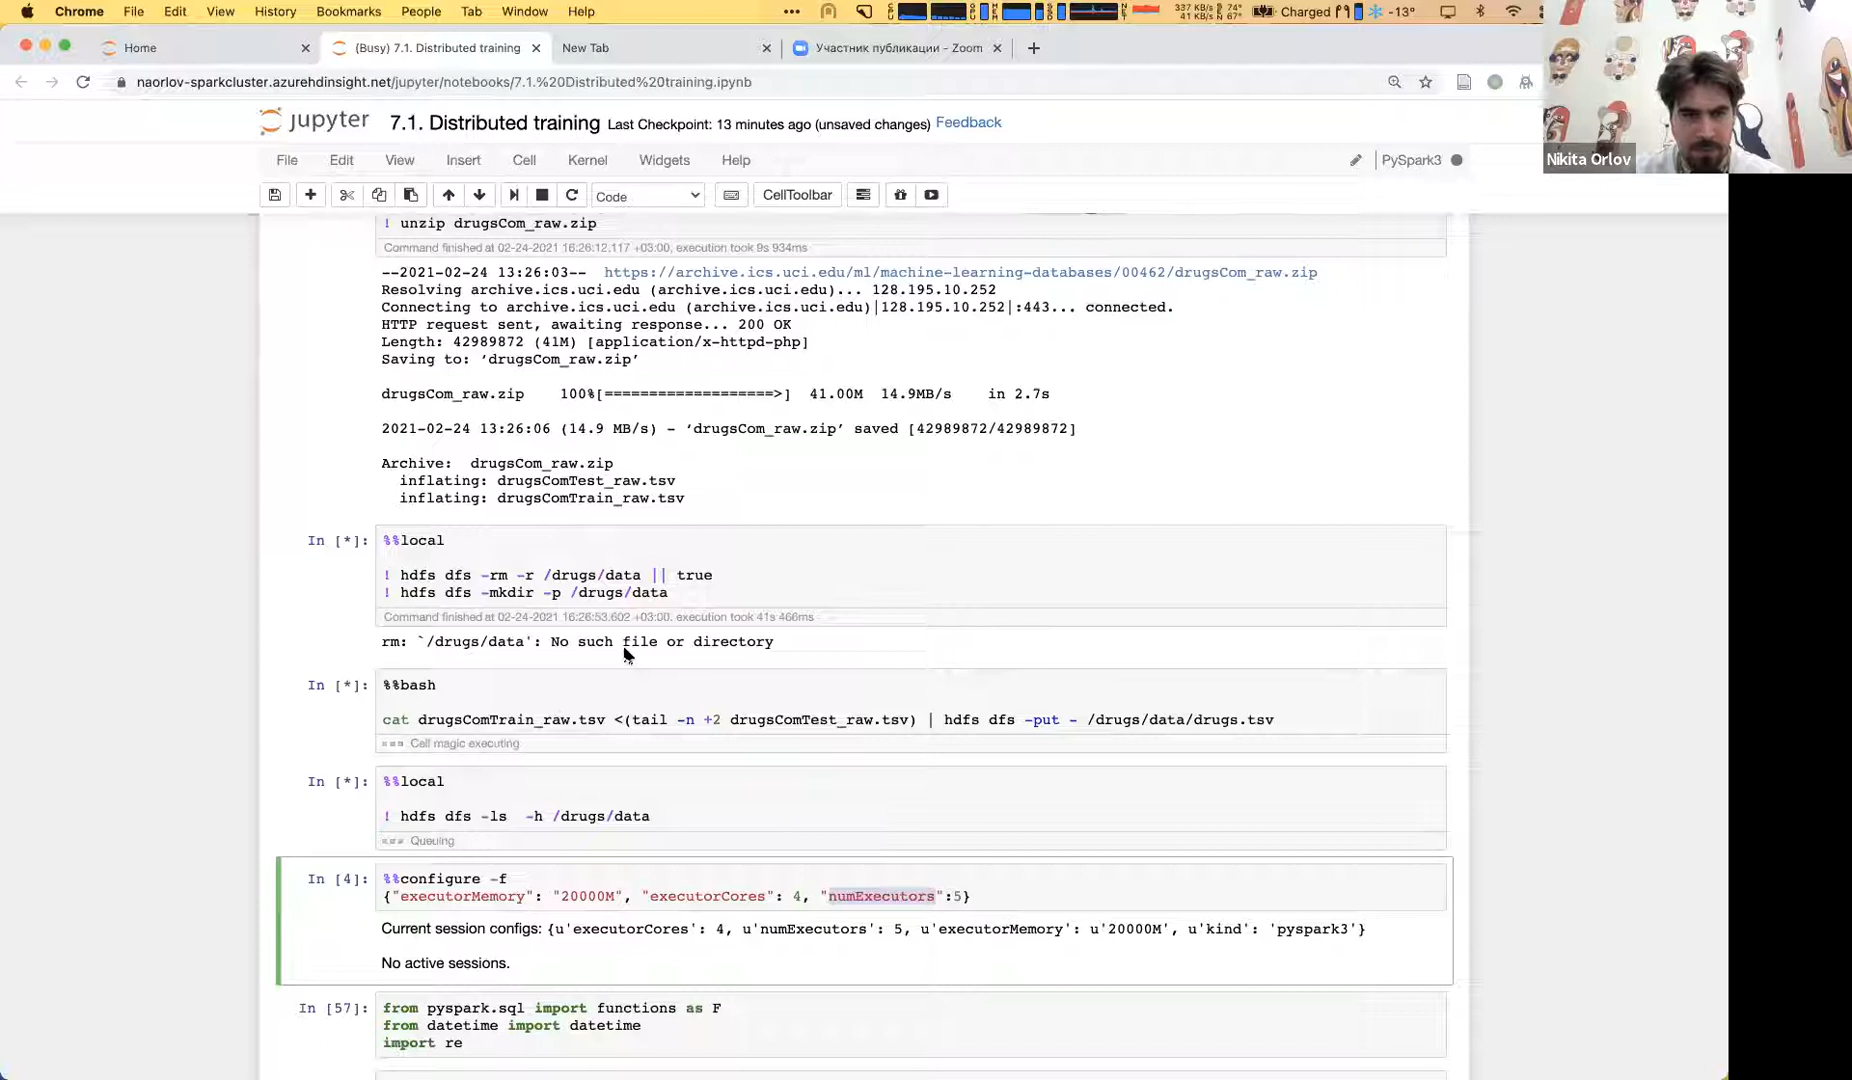 Chrome File Edit View History Bookmarks People Tab Window Help
337 KB/s 41 KB/s 74° 67° Charged -13°
Home
(Busy) 7.1. Distributed training
New Tab
Участник публикации - Zoom
naorlov-sparkcluster.azurehdinsight.net/jupyter/notebooks/7.1.%20Distributed%20training.ipynb
Nikita Orlov
jupyter 7.1. Distributed training Last Checkpoint: 13 minutes ago (unsaved changes) Feedback
File Edit View Insert Cell Kernel Widgets Help
PySpark3
Code
CellToolbar
! unzip drugsCom_raw.zip
Command finished at 02-24-2021 16:26:12.117 +03:00, execution took 9s 934ms
--2021-02-24 13:26:03-- https://archive.ics.uci.edu/ml/machine-learning-databases/00462/drugsCom_raw.zip
Resolving archive.ics.uci.edu (archive.ics.uci.edu)... 128.195.10.252
Connecting to archive.ics.uci.edu (archive.ics.uci.edu)|128.195.10.252|:443... connected.
HTTP request sent, awaiting response... 200 OK
Length: 42989872 (41M) [application/x-httpd-php]
Saving to: ‘drugsCom_raw.zip’
drugsCom_raw.zip 100%[===================>] 41.00M 14.9MB/s in 2.7s
2021-02-24 13:26:06 (14.9 MB/s) - ‘drugsCom_raw.zip’ saved [42989872/42989872]
Archive: drugsCom_raw.zip
inflating: drugsComTest_raw.tsv
inflating: drugsComTrain_raw.tsv
In [*]: %%local
! hdfs dfs -rm -r /drugs/data || true
! hdfs dfs -mkdir -p /drugs/data
Command finished at 02-24-2021 16:26:53.602 +03:00, execution took 41s 466ms
rm: `/drugs/data': No such file or directory
In [*]: %%bash
cat drugsComTrain_raw.tsv <(tail -n +2 drugsComTest_raw.tsv) | hdfs dfs -put - /drugs/data/drugs.tsv
Cell magic executing
In [*]: %%local
! hdfs dfs -ls -h /drugs/data
Queuing
In [4]: %%configure -f
{"executorMemory": "20000M", "executorCores": 4, "numExecutors":5}
Current session configs: {u'executorCores': 4, u'numExecutors': 5, u'executorMemory': u'20000M', u'kind': 'pyspark3'}
No active sessions.
In [57]: from pyspark.sql import functions as F
from datetime import datetime
import re